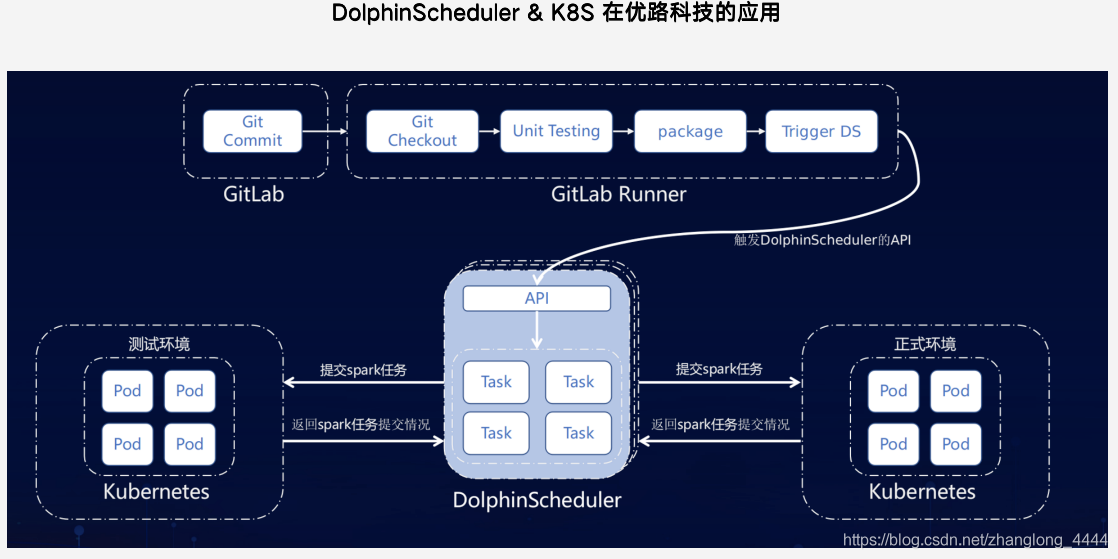 DolphinScheduler & K8S 在优路科技的应用
Git
Commit
GitLab
Git
Checkout
Unit Testing
package
Trigger DS
GitLab Runner
触发DolphinScheduler的API
API
Task
Task
Task
Task
DolphinScheduler
测试环境
Pod
Pod
Pod
Pod
Kubernetes
提交spark任务
返回spark任务提交情况
提交spark任务
返回spark任务提交情况
正式环境
Pod
Pod
Pod
Pod
Kubernetes
https://blog.csdn.net/zhanglong_4444